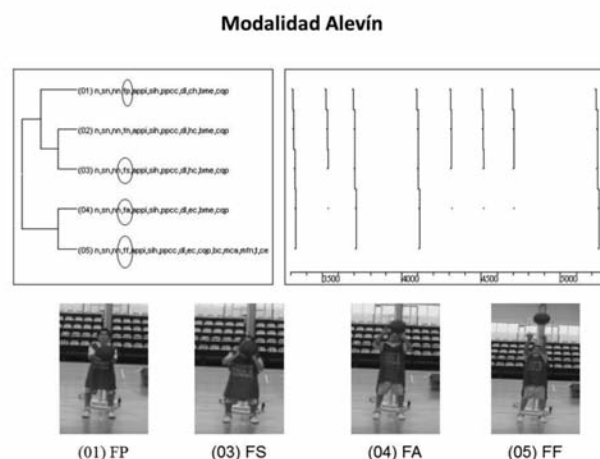 Modalidad Alevín
(01) n,sn,nn,fp,appi,sih,ppcc,dl,ch,bme,cqp
(02) n,sn,nn,fn,appi,sih,ppcc,dl,hc,bme,cqp
(03) n,sn,nn,fs,appi,sih,ppcc,dl,hc,bme,cqp
(04) n,sn,nn,fa,appi,sih,ppcc,dl,ec,bme,cqp
(05) n,sn,nn,ff,appi,sih,ppcc,dl,ec,cqp,bc,mca,mfn,t,ce
3500 4000 4500 5000
(01) FP (03) FS (04) FA (05) FF